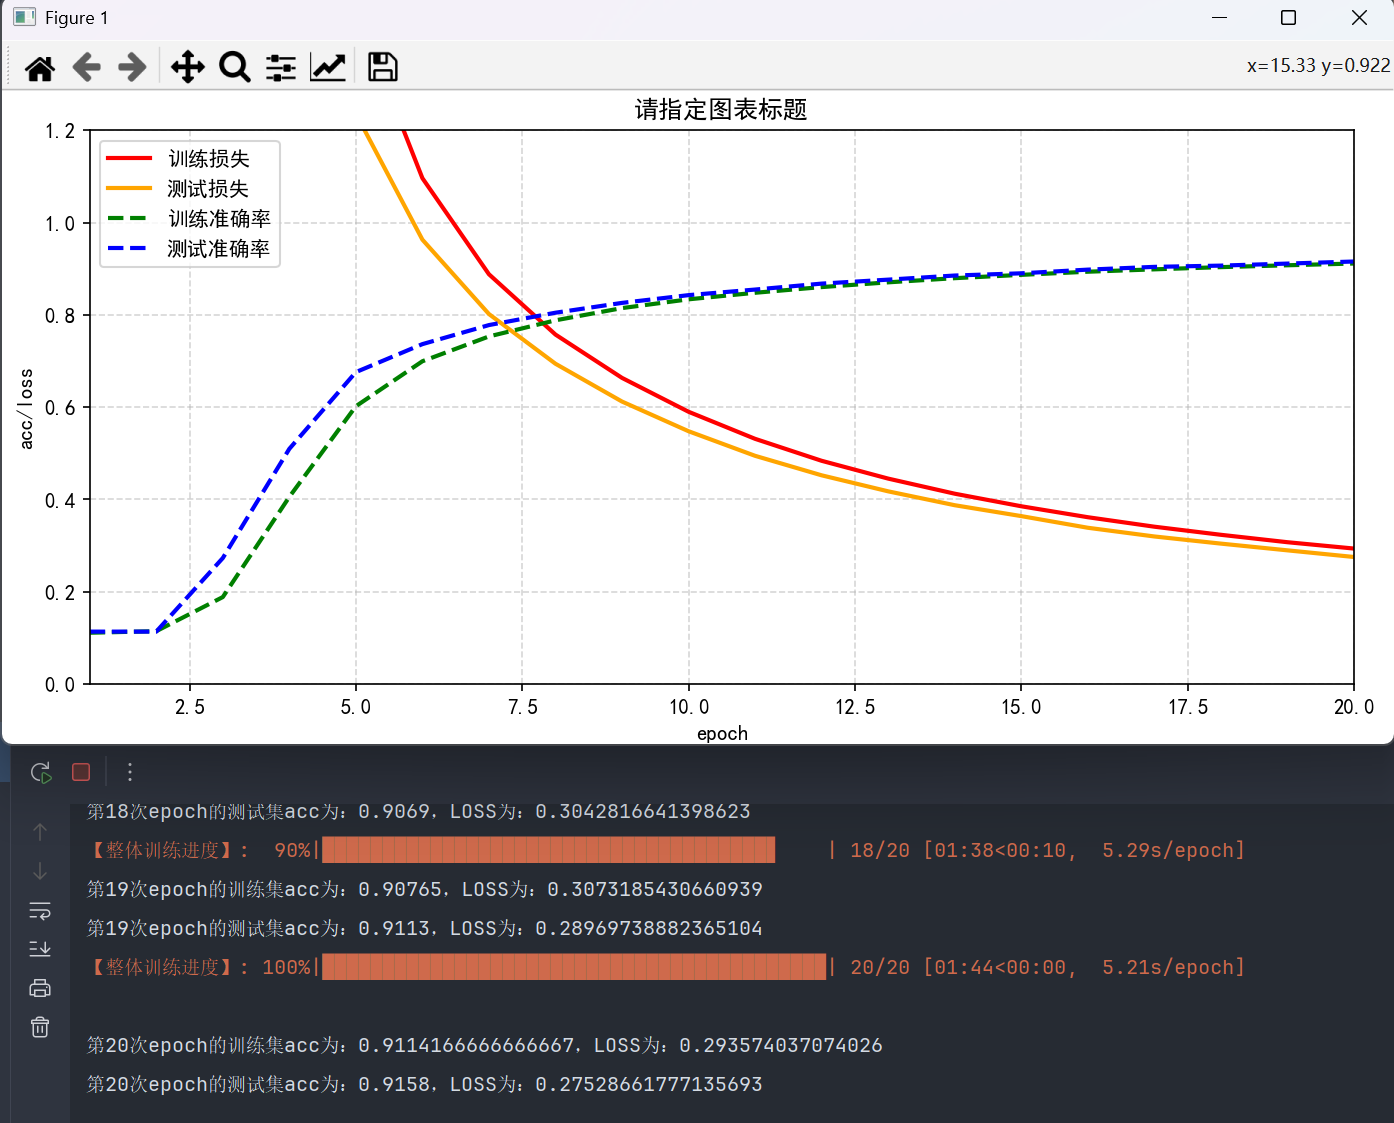 Figure 1
x=15.33 y=0.922
请指定图表标题
1.2
1.0
0.8
0.6
0.4
0.2
0.0
acc/loss
训练损失
测试损失
训练准确率
测试准确率
2.5 5.0 7.5 10.0 12.5 15.0 17.5 20.0
epoch
第18次epoch的测试集acc为: 0.9069, LOSS为: 0.3042816641398623
【整体训练进度】: 90%| | 18/20 [01:38<00:10, 5.29s/epoch]
第19次epoch的训练集acc为: 0.90765, LOSS为: 0.3073185430660939
第19次epoch的测试集acc为: 0.9113, LOSS为: 0.28969738882365104
【整体训练进度】: 100%| | 20/20 [01:44<00:00, 5.21s/epoch]
第20次epoch的训练集acc为: 0.9114166666666667, LOSS为: 0.293574037074026
第20次epoch的测试集acc为: 0.9158, LOSS为: 0.27528661777135693